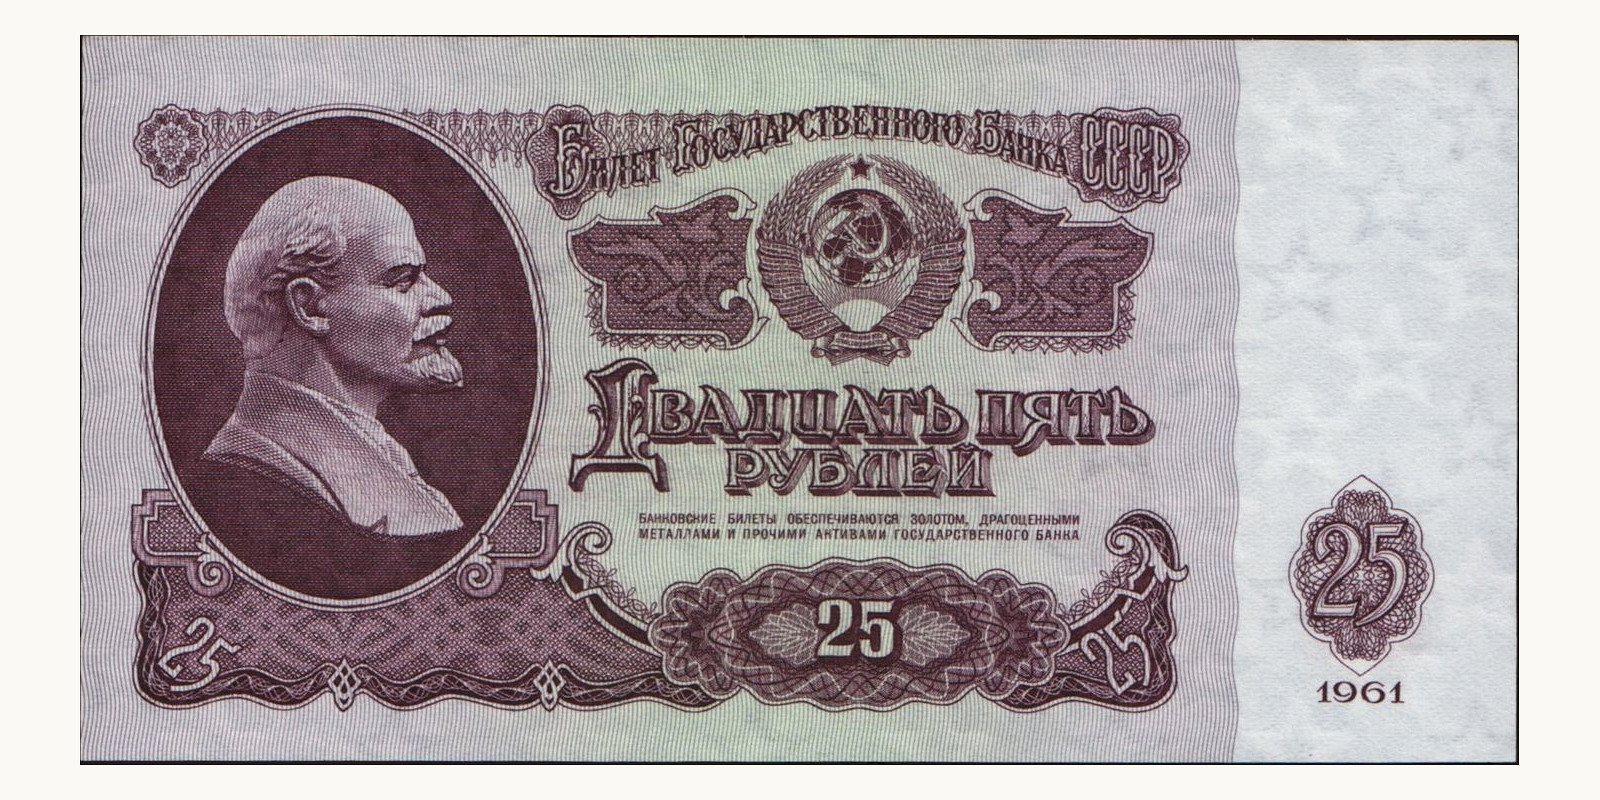 Билет Государственного Банка СССР
Двадцать пять
рублей
БАНКОВСКИЕ БИЛЕТЫ ОБЕСПЕЧИВАЮТСЯ ЗОЛОТОМ, ДРАГОЦЕННЫМИ
МЕТАЛЛАМИ И ПРОЧИМИ АКТИВАМИ ГОСУДАРСТВЕННОГО БАНКА
25
25
25
25
1961